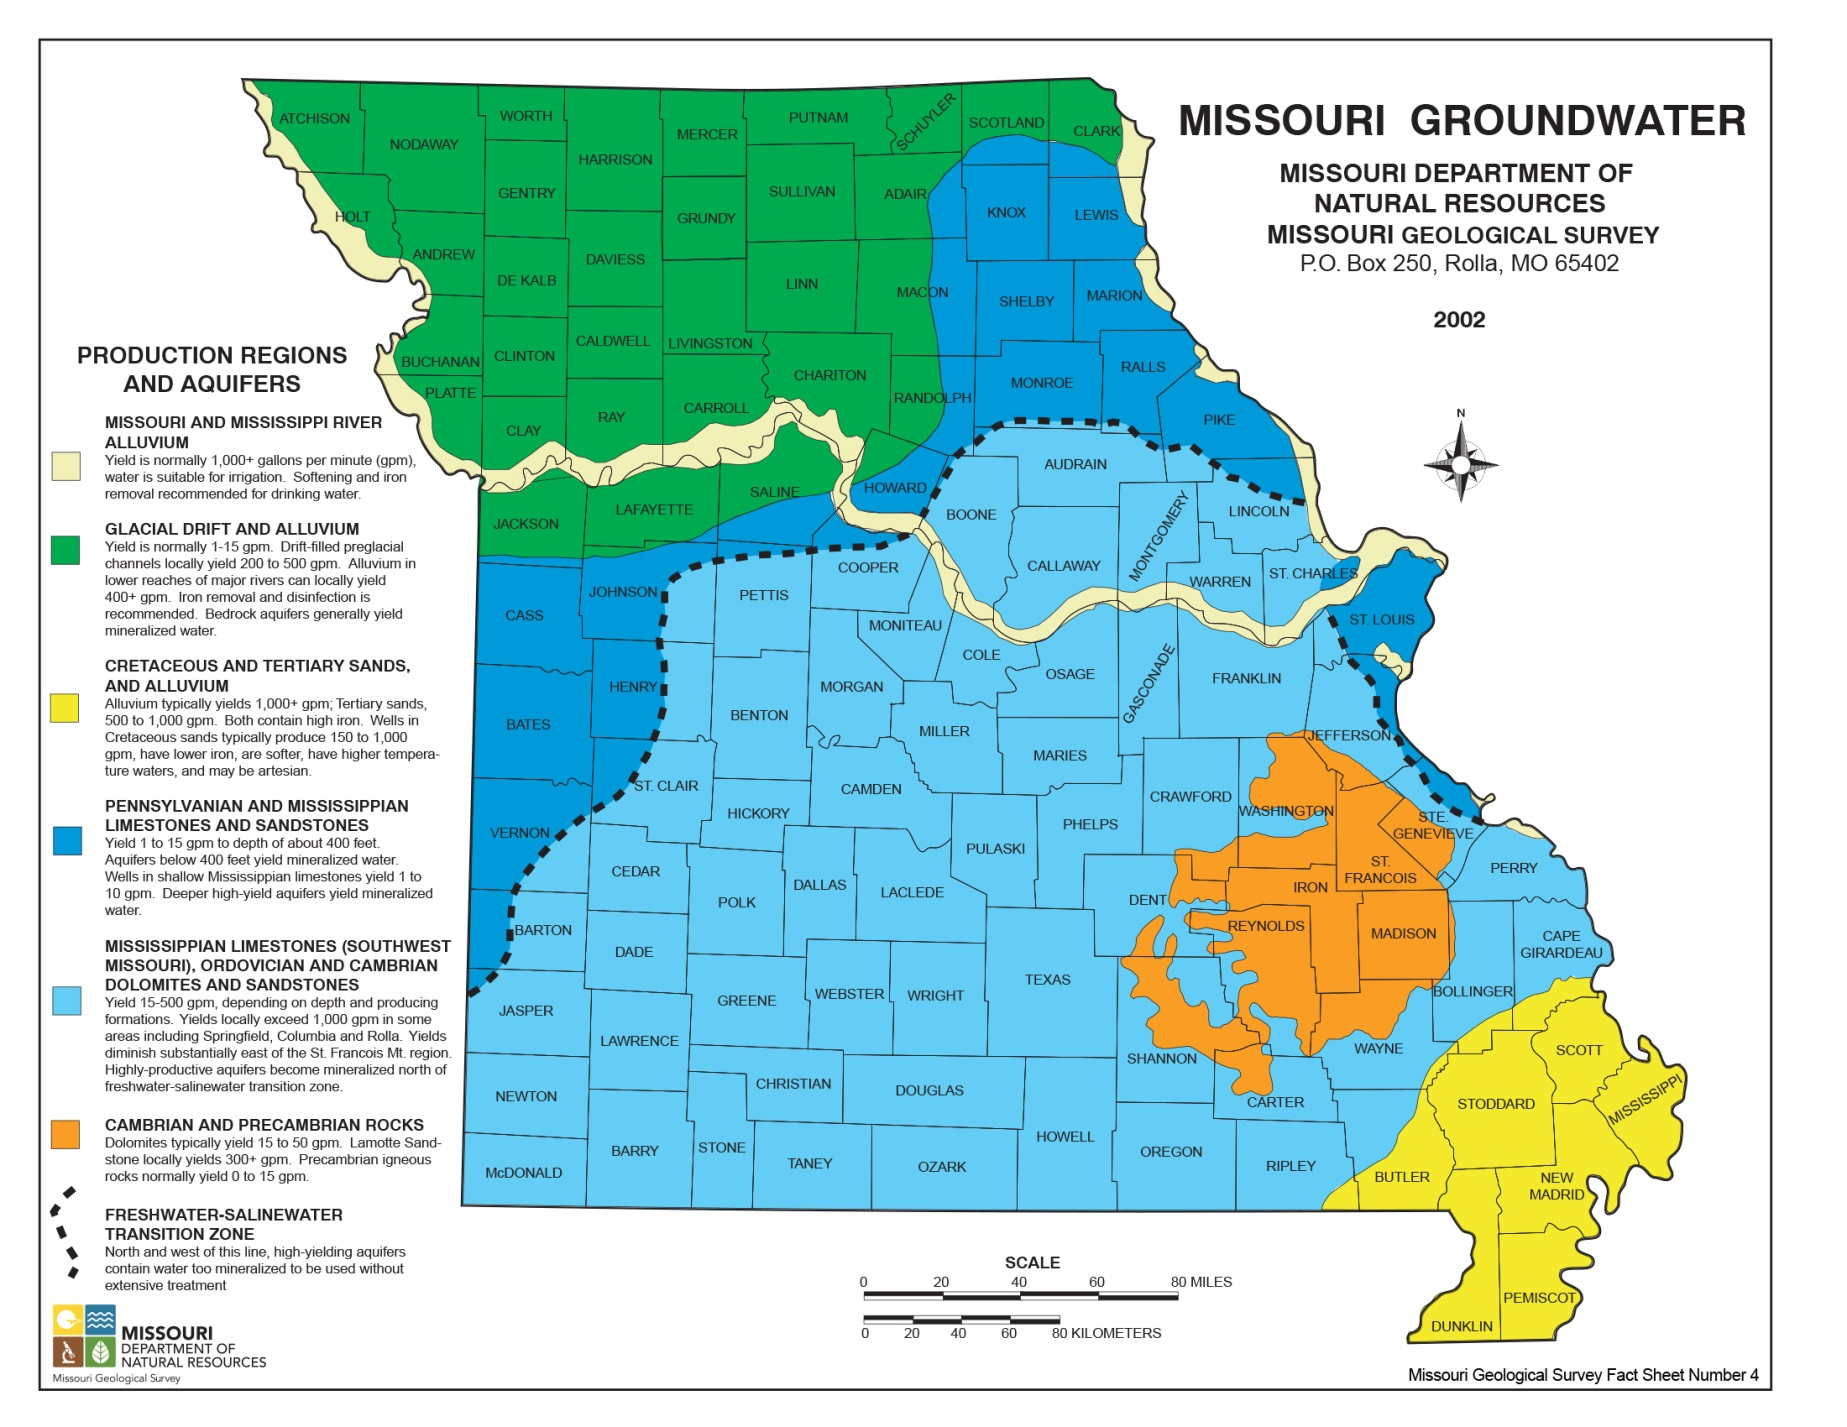 MISSOURI GROUNDWATER
MISSOURI DEPARTMENT OF
NATURAL RESOURCES
MISSOURI GEOLOGICAL SURVEY
P.O. Box 250, Rolla, MO 65402
2002
PRODUCTION REGIONS
AND AQUIFERS
MISSOURI AND MISSISSIPPI RIVER
ALLUVIUM
Yield is normally 1,000+ gallons per minute (gpm),
water is suitable for irrigation. Softening and iron
removal recommended for drinking water.
GLACIAL DRIFT AND ALLUVIUM
Yield is normally 1-15 gpm. Drift-filled preglacial
channels locally yield 200 to 500 gpm. Alluvium in
lower reaches of major rivers can locally yield
400+ gpm. Iron removal and disinfection is
recommended. Bedrock aquifers generally yield
mineralized water.
CRETACEOUS AND TERTIARY SANDS,
AND ALLUVIUM
Alluvium typically yields 1,000+ gpm; Tertiary sands,
500 to 1,000 gpm. Both contain high iron. Wells in
Cretaceous sands typically produce 150 to 1,000
gpm, have lower iron, are softer, have higher tempera-
ture waters, and may be artesian.
PENNSYLVANIAN AND MISSISSIPPIAN
LIMESTONES AND SANDSTONES
Yield 1 to 15 gpm to depth of about 400 feet.
Aquifers below 400 feet yield mineralized water.
Wells in shallow Mississippian limestones yield 1 to
10 gpm. Deeper high-yield aquifers yield mineralized
water.
MISSISSIPPIAN LIMESTONES (SOUTHWEST
MISSOURI), ORDOVICIAN AND CAMBRIAN
DOLOMITES AND SANDSTONES
Yield 15-500 gpm, depending on depth and producing
formations. Yields locally exceed 1,000 gpm in some
areas including Springfield, Columbia and Rolla. Yields
diminish substantially east of the St. Francois Mt. region.
Highly-productive aquifers become mineralized north of
freshwater-salinewater transition zone.
CAMBRIAN AND PRECAMBRIAN ROCKS
Dolomites typically yield 15 to 50 gpm. Lamotte Sand-
stone locally yields 300+ gpm. Precambrian igneous
rocks normally yield 0 to 15 gpm.
FRESHWATER-SALINEWATER
TRANSITION ZONE
North and west of this line, high-yielding aquifers
contain water too mineralized to be used without
extensive treatment
MISSOURI
DEPARTMENT OF
NATURAL RESOURCES
Missouri Geological Survey
ATCHISON
NODAWAY
WORTH
HARRISON
MERCER
PUTNAM
SCHUYLER
SCOTLAND
CLARK
HOLT
GENTRY
GRUNDY
SULLIVAN
ADAIR
KNOX
LEWIS
ANDREW
DE KALB
DAVIESS
LINN
MACON
SHELBY
MARION
BUCHANAN
CLINTON
CALDWELL
LIVINGSTON
CHARITON
RANDOLPH
MONROE
RALLS
PLATTE
CLAY
RAY
CARROLL
PIKE
JACKSON
LAFAYETTE
SALINE
HOWARD
BOONE
AUDRAIN
MONTGOMERY
LINCOLN
CASS
JOHNSON
PETTIS
COOPER
CALLAWAY
WARREN
ST. CHARLES
ST. LOUIS
MONITEAU
COLE
OSAGE
GASCONADE
FRANKLIN
BATES
HENRY
BENTON
MORGAN
MILLER
MARIES
JEFFERSON
VERNON
ST. CLAIR
HICKORY
CAMDEN
PULASKI
PHELPS
CRAWFORD
WASHINGTON
STE.
GENEVIEVE
BARTON
CEDAR
POLK
DALLAS
LACLEDE
DENT
IRON
ST.
FRANCOIS
PERRY
DADE
REYNOLDS
MADISON
CAPE
GIRARDEAU
JASPER
GREENE
WEBSTER
WRIGHT
TEXAS
BOLLINGER
LAWRENCE
SHANNON
WAYNE
SCOTT
NEWTON
CHRISTIAN
DOUGLAS
CARTER
STODDARD
MISSISSIPPI
McDONALD
BARRY
STONE
TANEY
OZARK
HOWELL
OREGON
RIPLEY
BUTLER
NEW
MADRID
PEMISCOT
DUNKLIN
N
SCALE
0 20 40 60 80 MILES
0 20 40 60 80 KILOMETERS
Missouri Geological Survey Fact Sheet Number 4